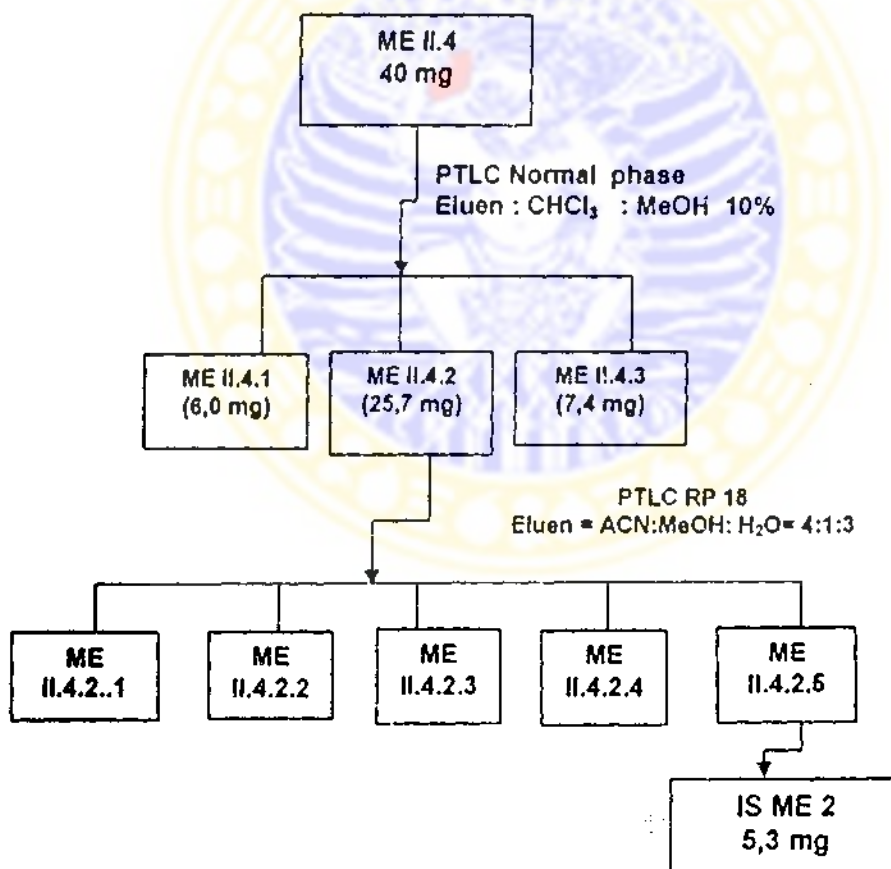 ME II.4
40 mg
PTLC Normal phase
Eluen : CHCl₃ : MeOH 10%
ME II.4.1
(6,0 mg)
ME II.4.2
(25,7 mg)
ME II.4.3
(7,4 mg)
PTLC RP 18
Eluen = ACN:MeOH: H₂O= 4:1:3
ME
II.4.2..1
ME
II.4.2.2
ME
II.4.2.3
ME
II.4.2.4
ME
II.4.2.5
IS ME 2
5,3 mg